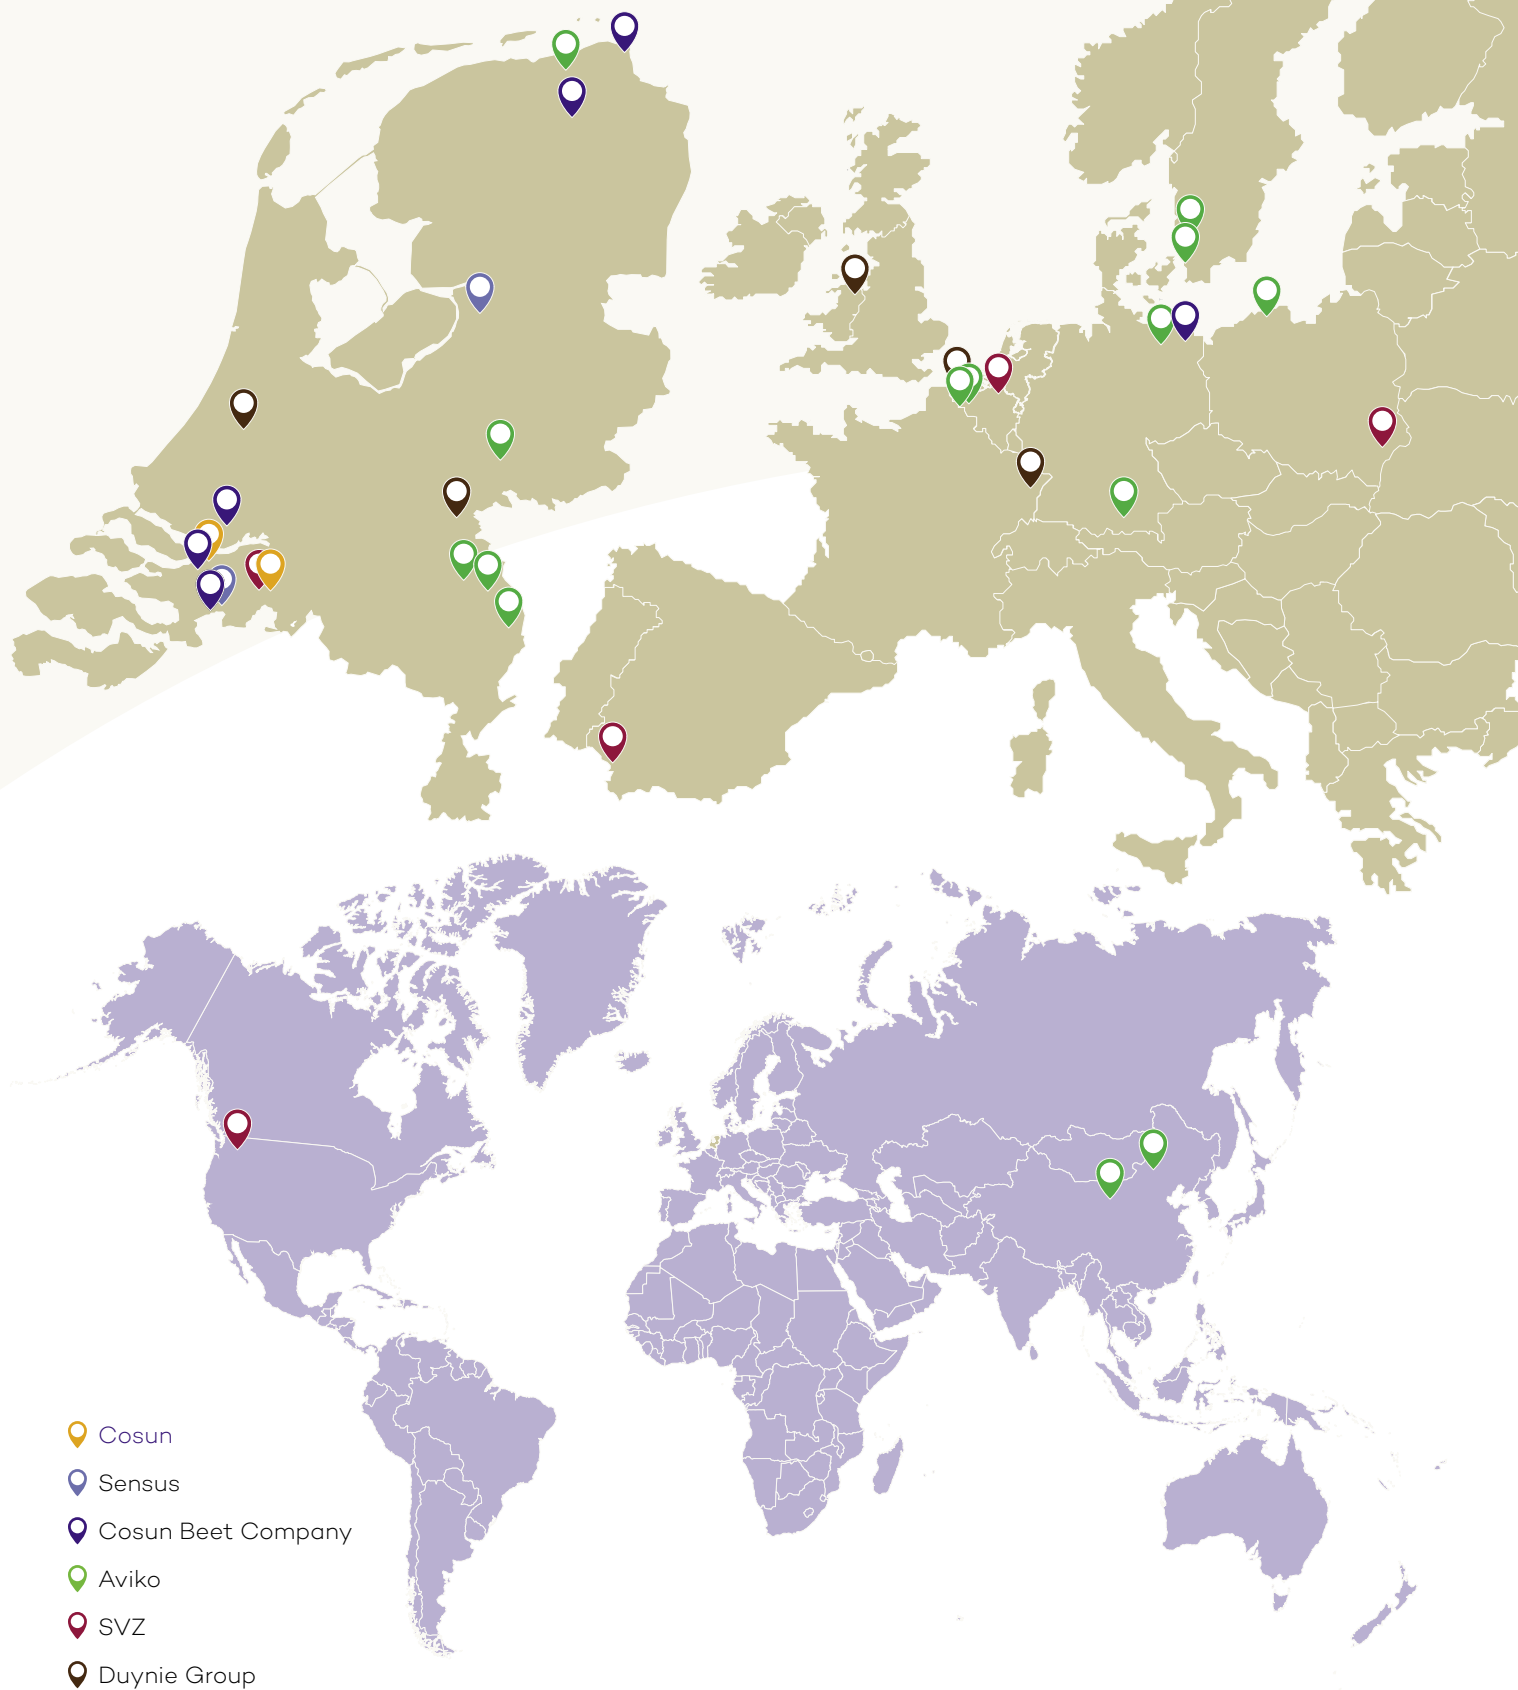 Cosun
Sensus
Cosun Beet Company
Aviko
SVZ
Duynie Group